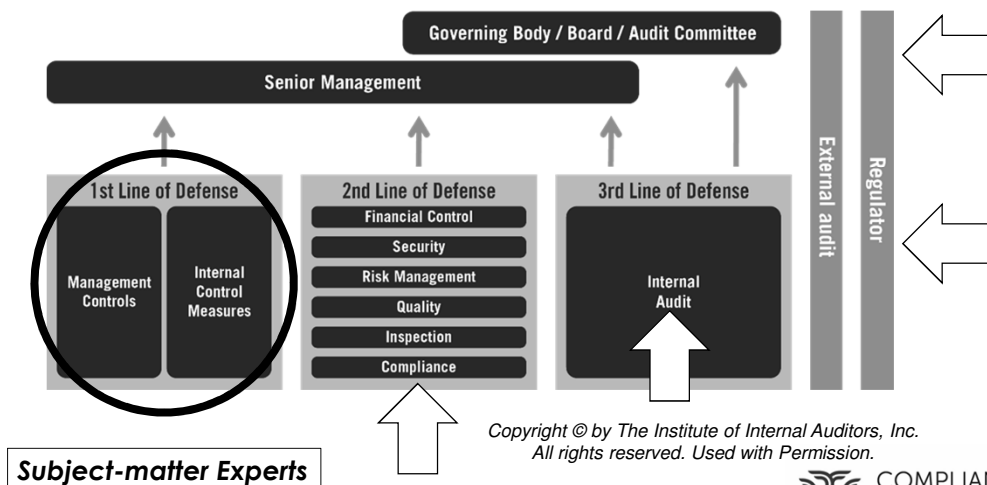 Governing Body / Board / Audit Committee
Senior Management
1st Line of Defense
Management
Controls
Internal
Control
Measures
2nd Line of Defense
Financial Control
Security
Risk Management
Quality
Inspection
Compliance
3rd Line of Defense
Internal
Audit
External audit
Regulator
Copyright © by The Institute of Internal Auditors, Inc.
All rights reserved. Used with Permission.
Subject-matter Experts